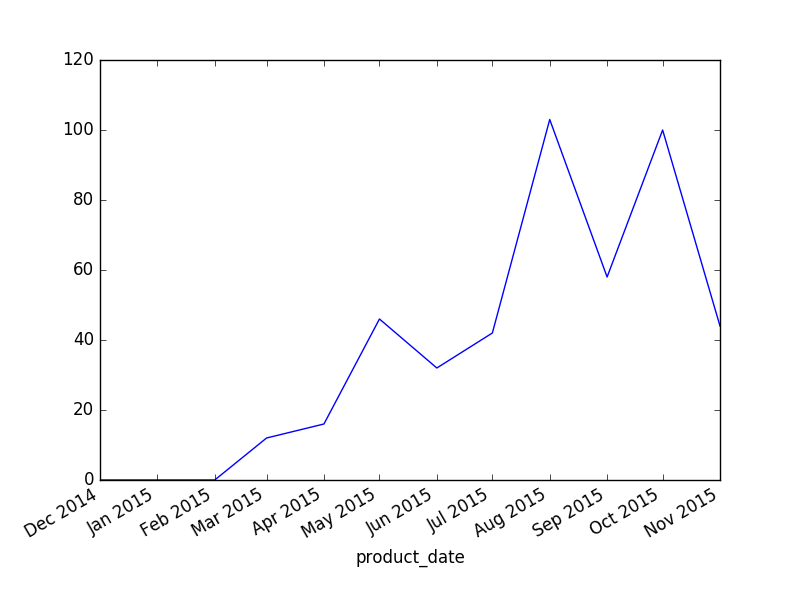 120
100
80
60
40
20
0
Dec 2014
Jan 2015
Feb 2015
Mar 2015
Apr 2015
May 2015
Jun 2015
Jul 2015
Aug 2015
Sep 2015
Oct 2015
Nov 2015
product_date